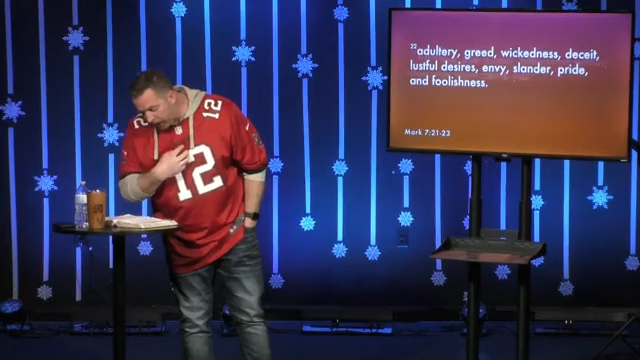 ²²adultery, greed, wickedness, deceit,
lustful desires, envy, slander, pride,
and foolishness.
Mark 7:21-23
12
12